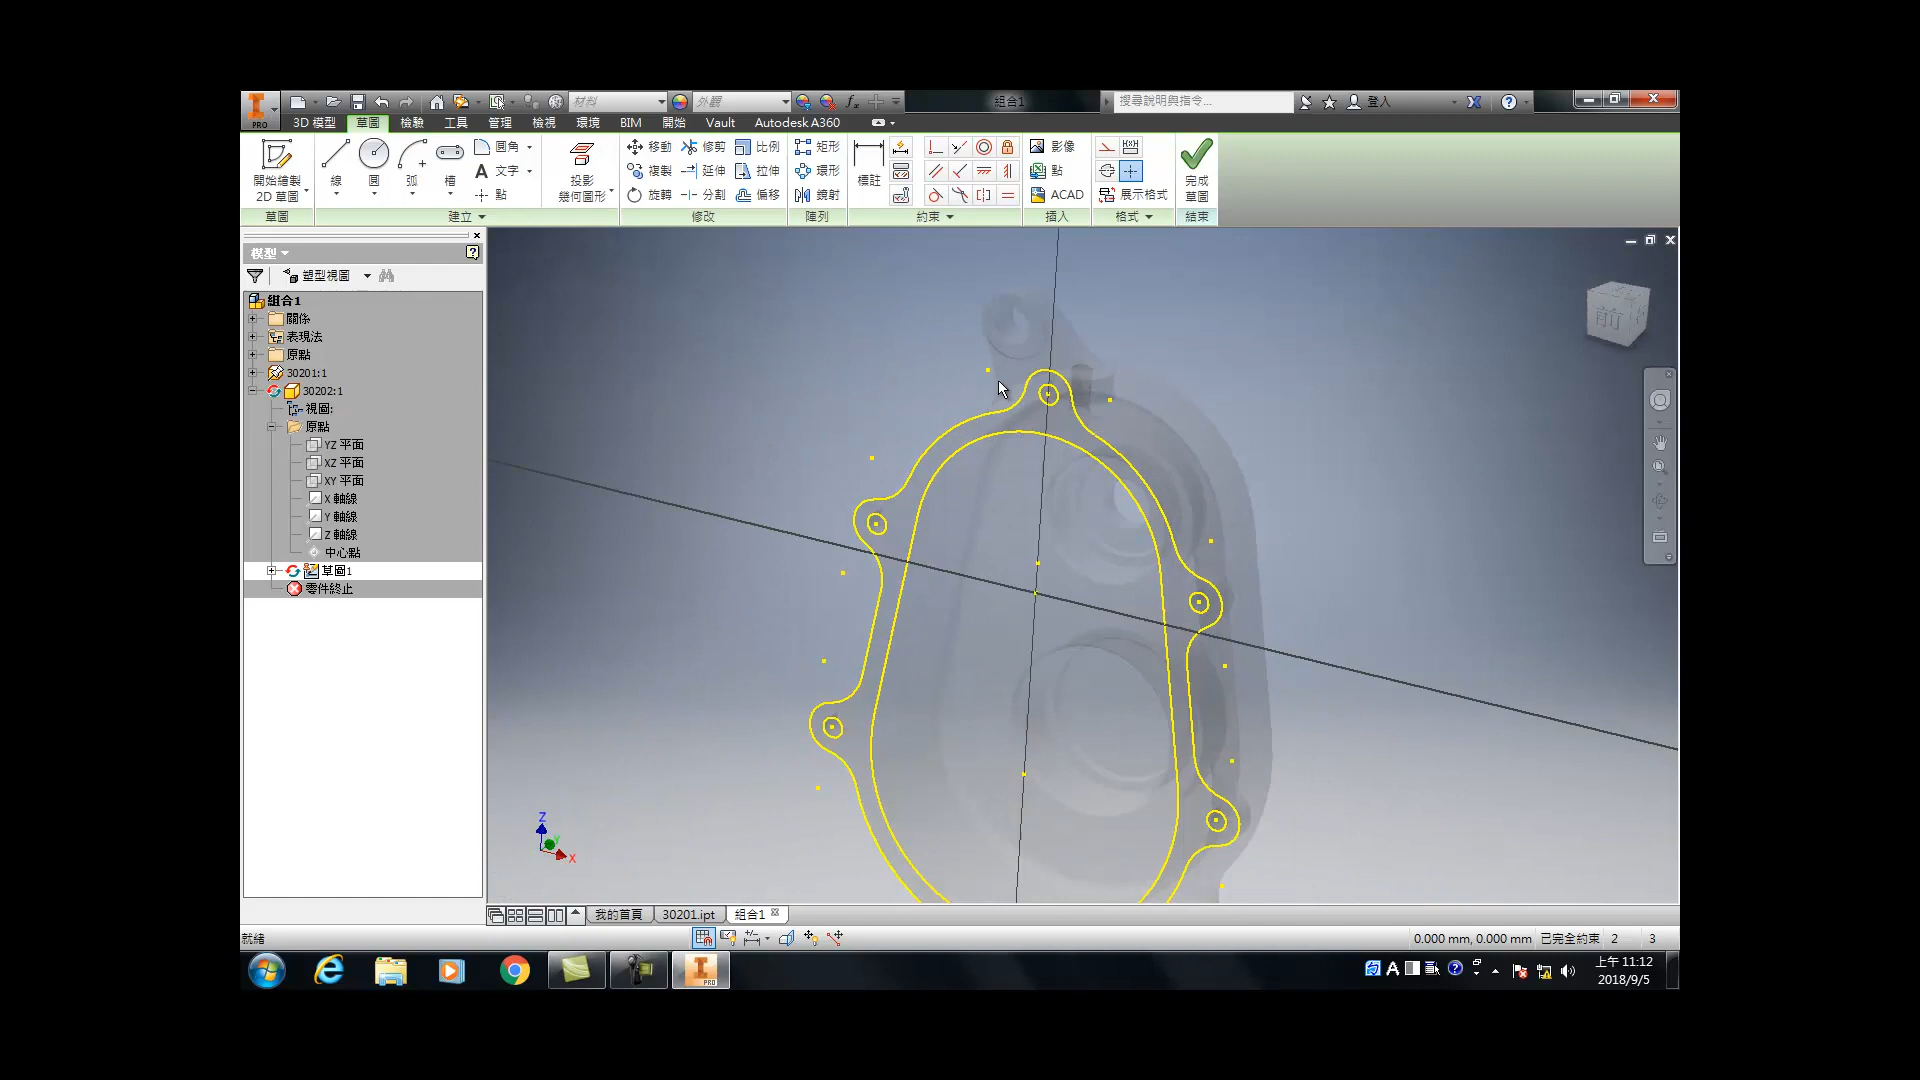 PRO
材料
外觀
fx
組合1
搜尋說明與指令...
登入
3D 模型
草圖
檢驗
工具
管理
檢視
環境
BIM
開始
Vault
Autodesk A360
開始繪製
2D 草圖
線
圓
弧
槽
圓角
A 文字
點
投影
幾何圖形
移動
修剪
比例
複製
延伸
拉伸
旋轉
分割
偏移
矩形
環形
鏡射
標註
影像
點
ACAD
展示格式
完成
草圖
草圖
建立
修改
陣列
約束
插入
格式
結束
模型
塑型視圖
組合1
關係
表現法
原點
30201:1
30202:1
視圖:
原點
YZ 平面
XZ 平面
XY 平面
X 軸線
Y 軸線
Z 軸線
中心點
草圖1
零件終止
前
Z
Y
X
我的首頁
30201.ipt
組合1
就緒
0.000 mm, 0.000 mm
已完全約束
2
3
PRO
A
上午 11:12
2018/9/5